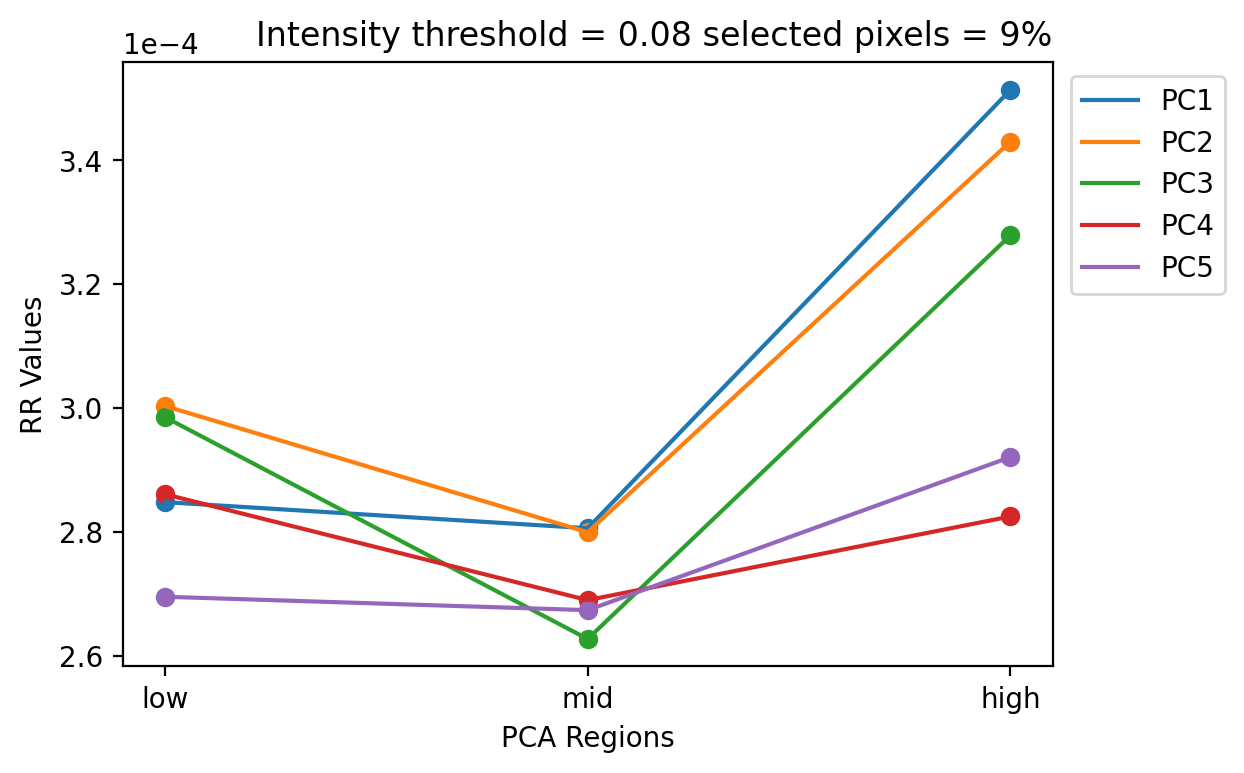 Intensity threshold = 0.08 selected pixels = 9%
1e−4
3.4
3.2
3.0
2.8
2.6
RR Values
low
mid
high
PCA Regions
PC1
PC2
PC3
PC4
PC5